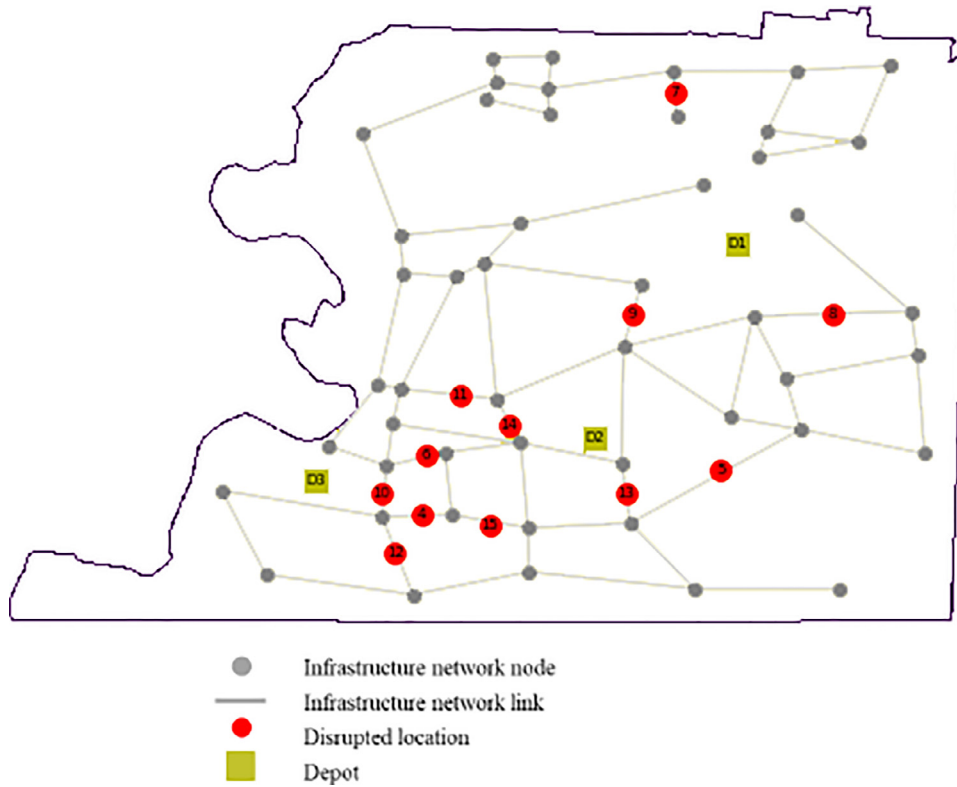 7
D1
9
8
11
14
D2
6
5
D3
10
13
4
15
12
Infrastructure network node
Infrastructure network link
Disrupted location
Depot